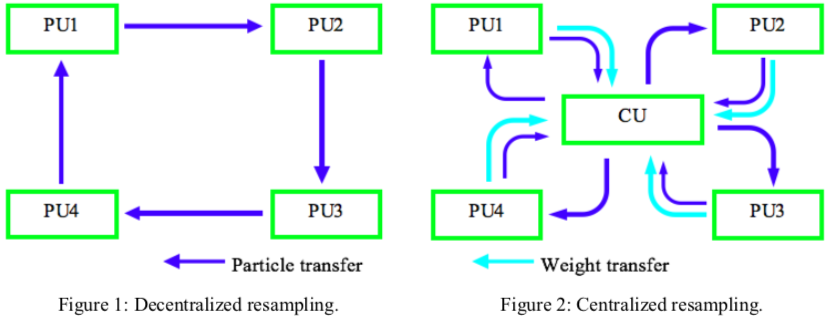 PU1
PU2
PU4
PU3
Particle transfer
Figure 1: Decentralized resampling.
PU1
PU2
CU
PU4
PU3
Weight transfer
Figure 2: Centralized resampling.